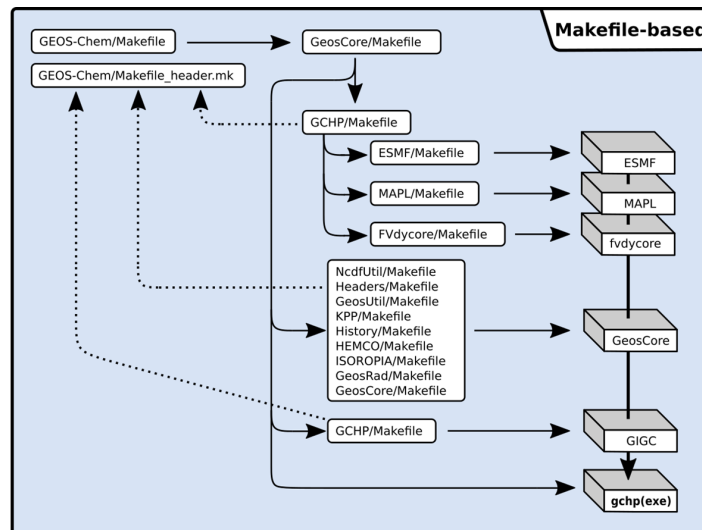 Makefile-based
GEOS-Chem/Makefile
GeosCore/Makefile
GEOS-Chem/Makefile_header.mk
GCHP/Makefile
ESMF/Makefile
ESMF
MAPL/Makefile
MAPL
FVdycore/Makefile
fvdycore
NcdfUtil/Makefile
Headers/Makefile
GeosUtil/Makefile
KPP/Makefile
History/Makefile
HEMCO/Makefile
ISOROPIA/Makefile
GeosRad/Makefile
GeosCore/Makefile
GeosCore
GCHP/Makefile
GIGC
gchp(exe)